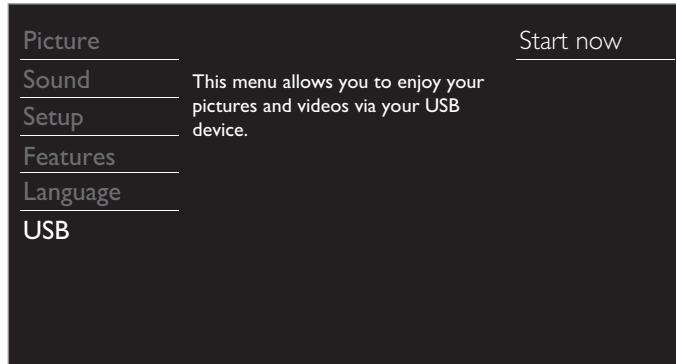 Picture
Sound
Setup
Features
Language
USB
This menu allows you to enjoy your
pictures and videos via your USB
device.
Start now